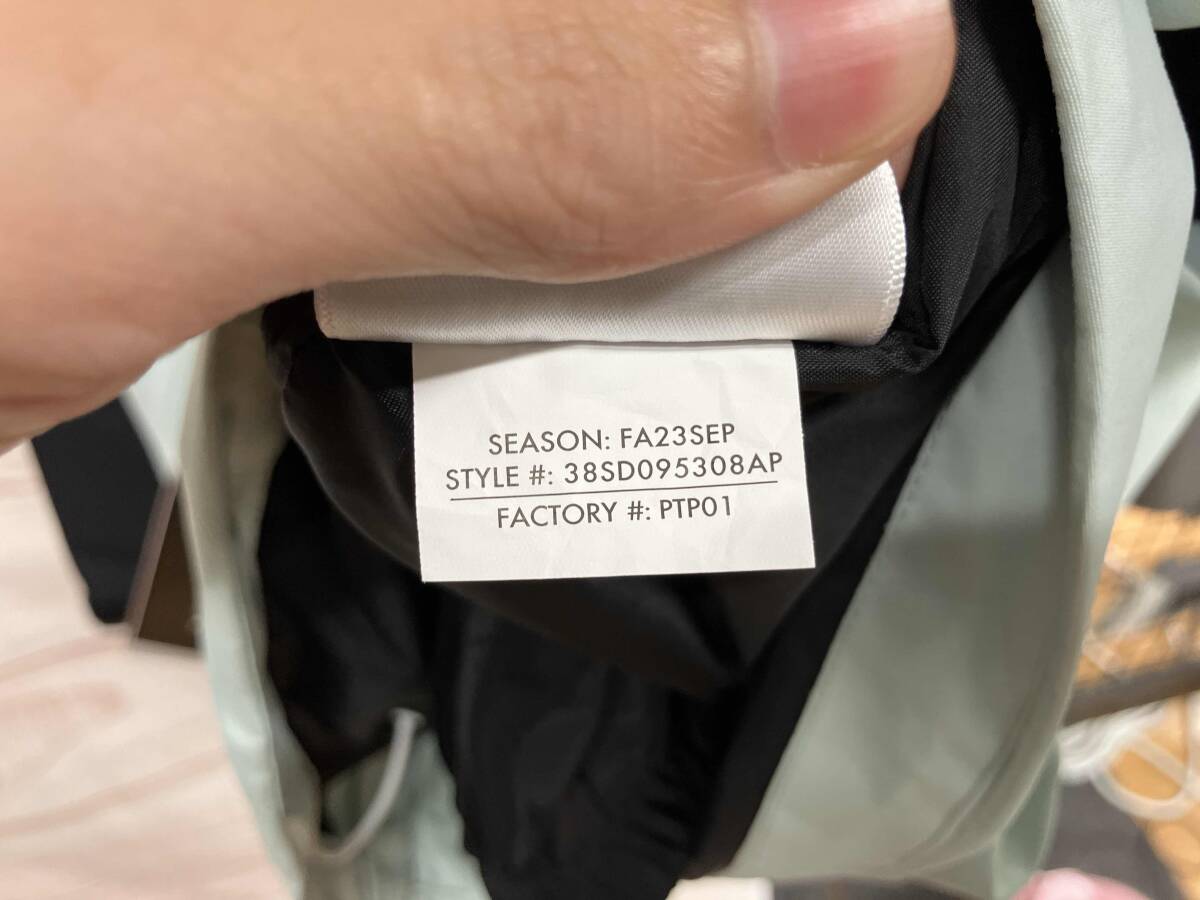 SEASON: FA23SEP
STYLE #: 38SD095308AP
FACTORY #: PTP01